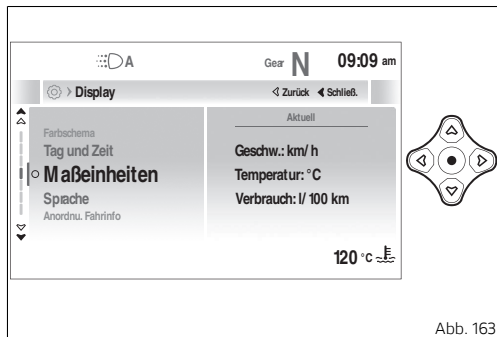 A Gear N 09:09 am
Display Zurück Schließ.
Aktuell
Farbschema
Tag und Zeit
Maßeinheiten
Sprache
Anordnu. Fahrinfo
Geschw.: km/ h
Temperatur: °C
Verbrauch: l/ 100 km
120 °C
Abb. 163